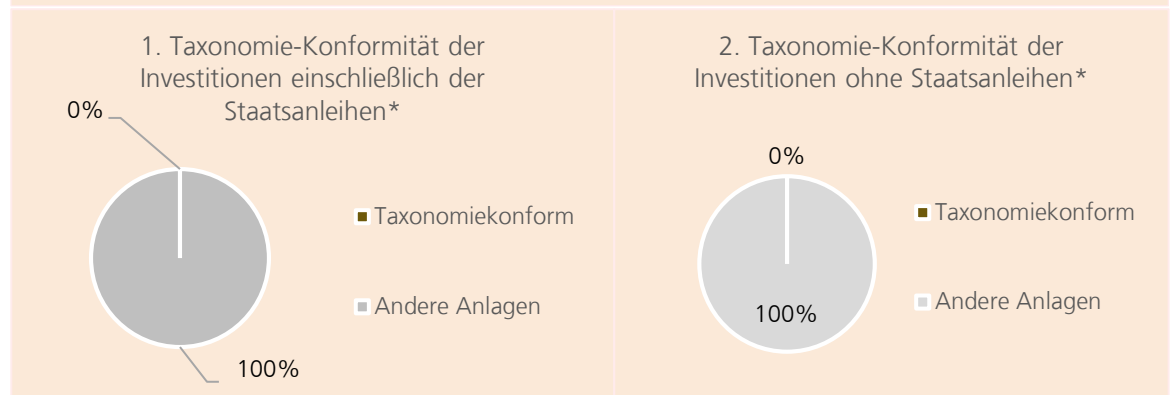 1. Taxonomie-Konformität der
Investitionen einschließlich der
Staatsanleihen*
0%
Taxonomiekonform
Andere Anlagen
100%
2. Taxonomie-Konformität der
Investitionen ohne Staatsanleihen*
0%
Taxonomiekonform
Andere Anlagen
100%